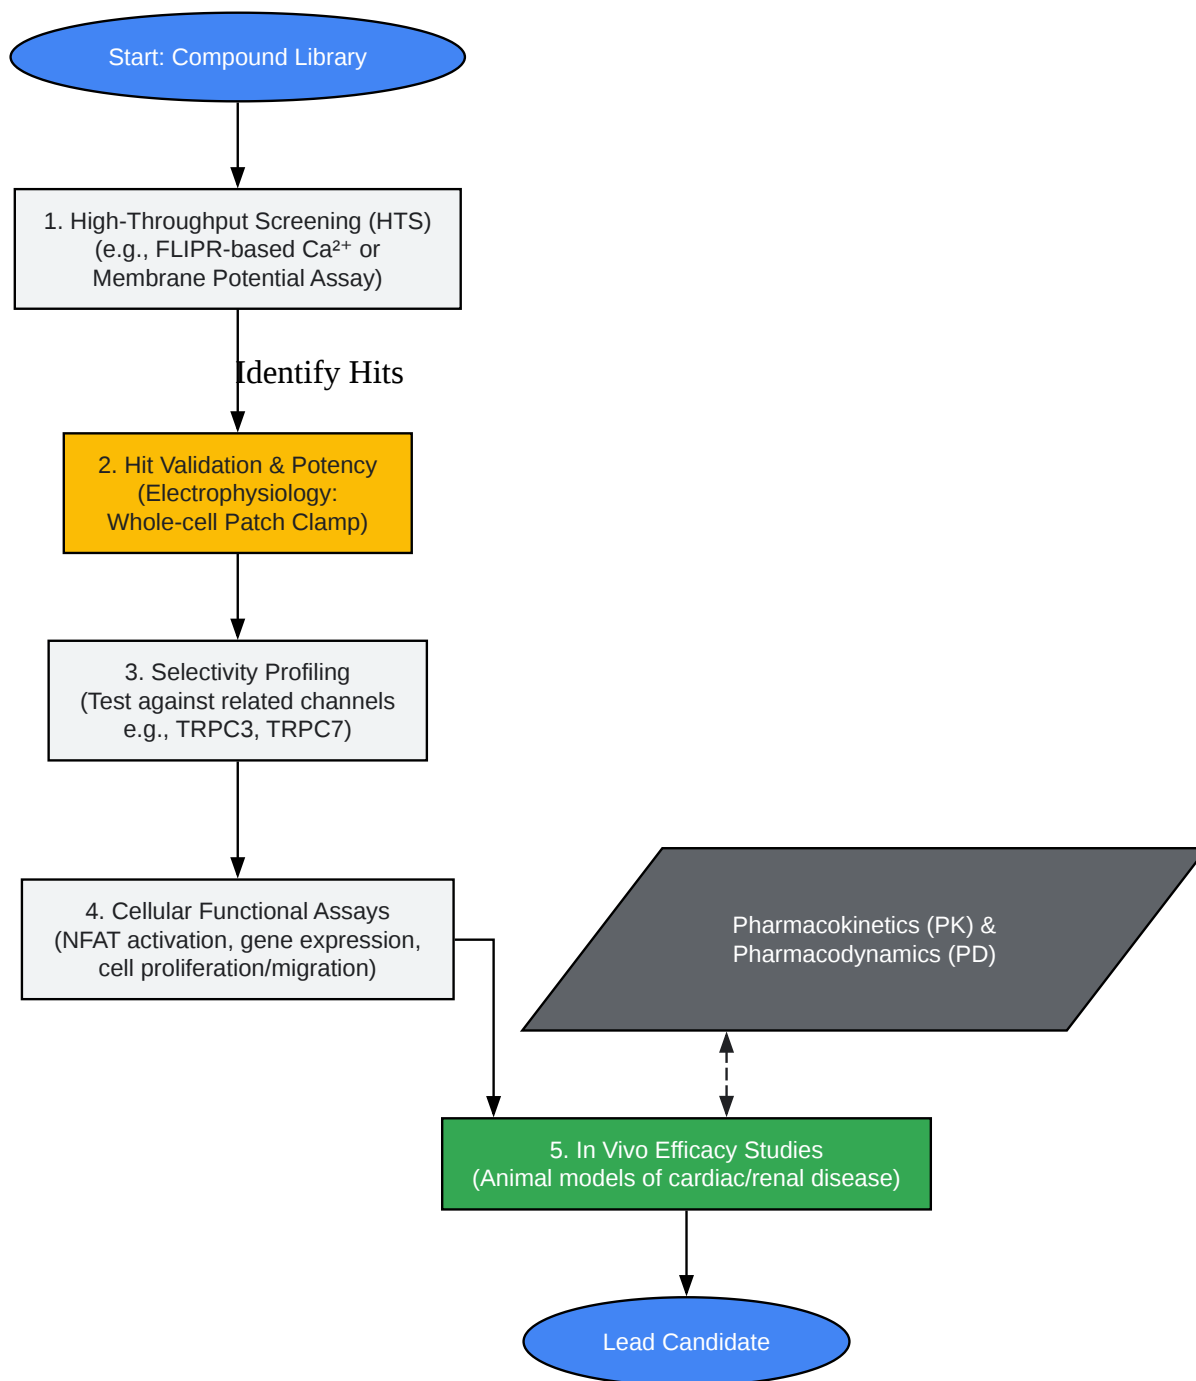 Start: Compound Library
1. High-Throughput Screening (HTS)
(e.g., FLIPR-based Ca²⁺ or
Membrane Potential Assay)
Identify Hits
2. Hit Validation & Potency
(Electrophysiology:
Whole-cell Patch Clamp)
3. Selectivity Profiling
(Test against related channels
e.g., TRPC3, TRPC7)
4. Cellular Functional Assays
(NFAT activation, gene expression,
cell proliferation/migration)
Pharmacokinetics (PK) &
Pharmacodynamics (PD)
5. In Vivo Efficacy Studies
(Animal models of cardiac/renal disease)
Lead Candidate